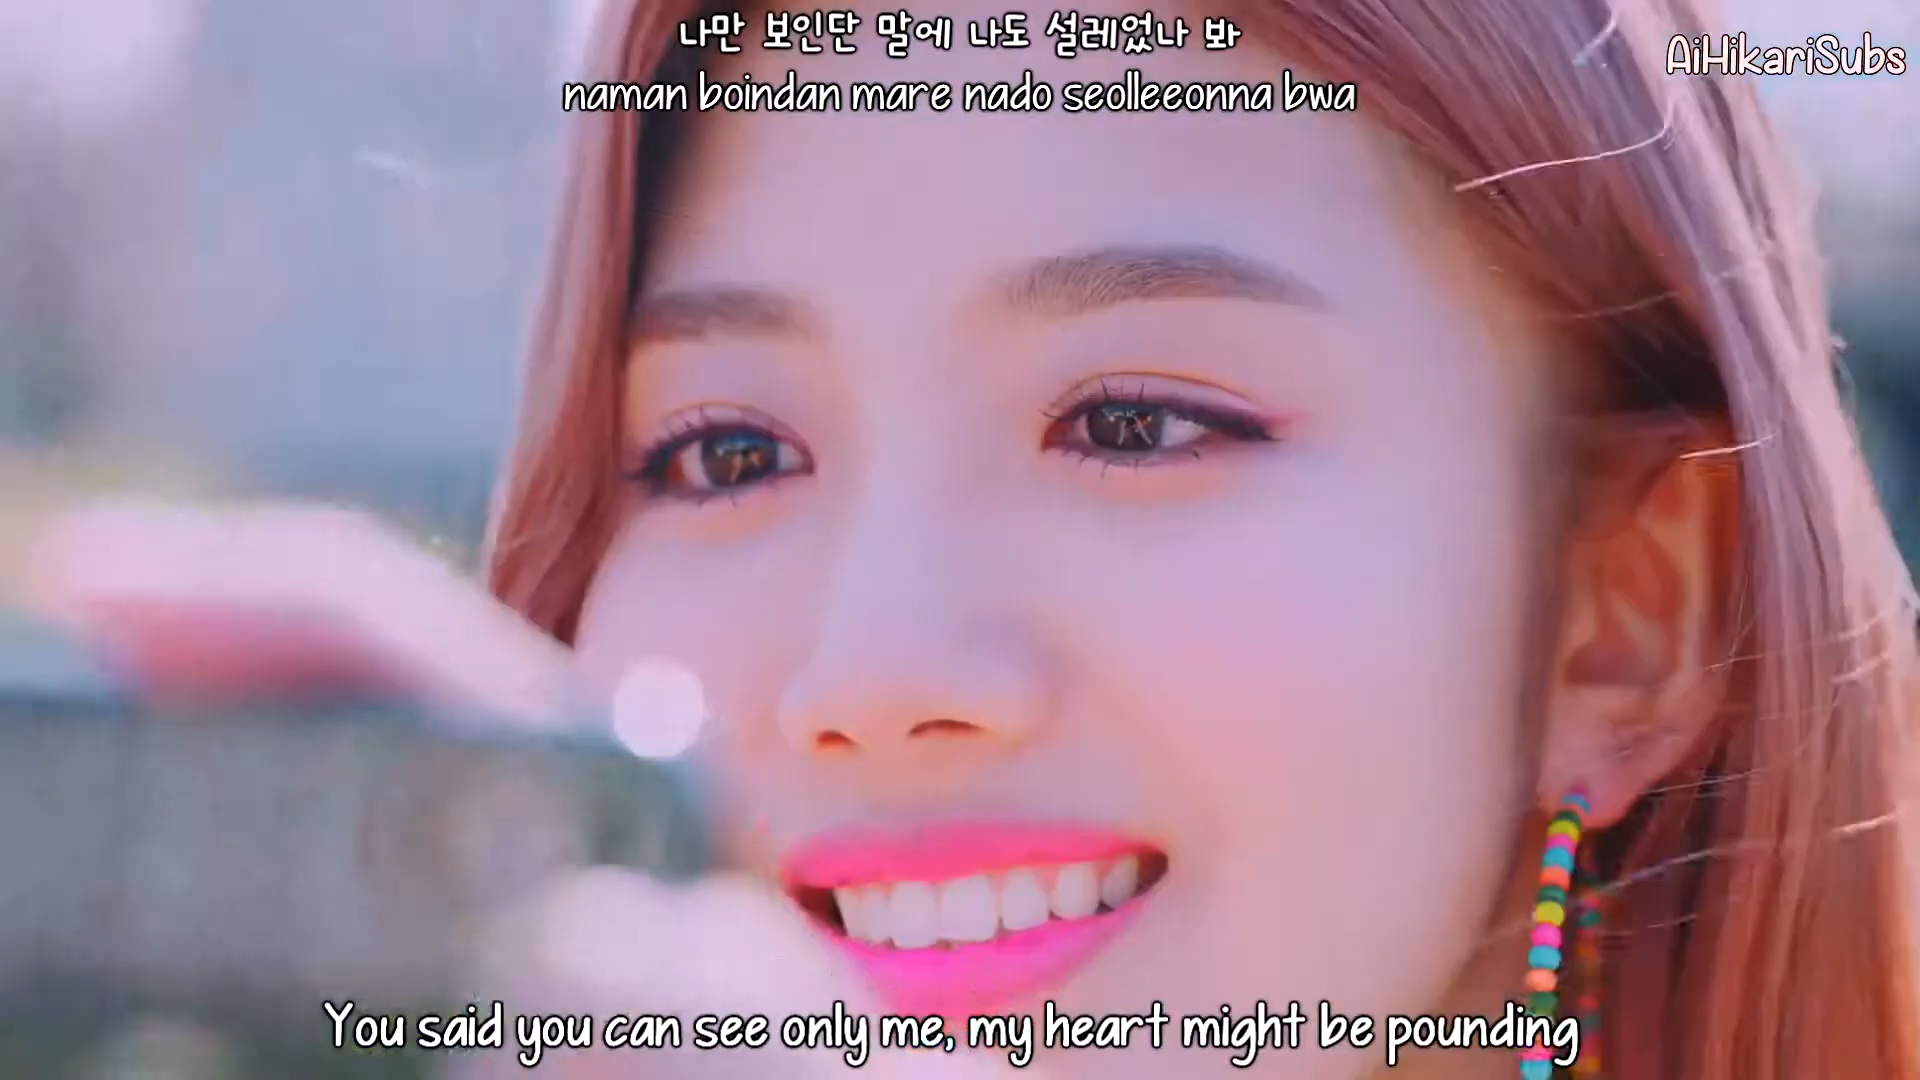 나만 보인단 말에 나도 설레었나 봐
AiHikariSubs
naman boindan mare nado seolleeonna bwa
You said you can see only me, my heart might be pounding